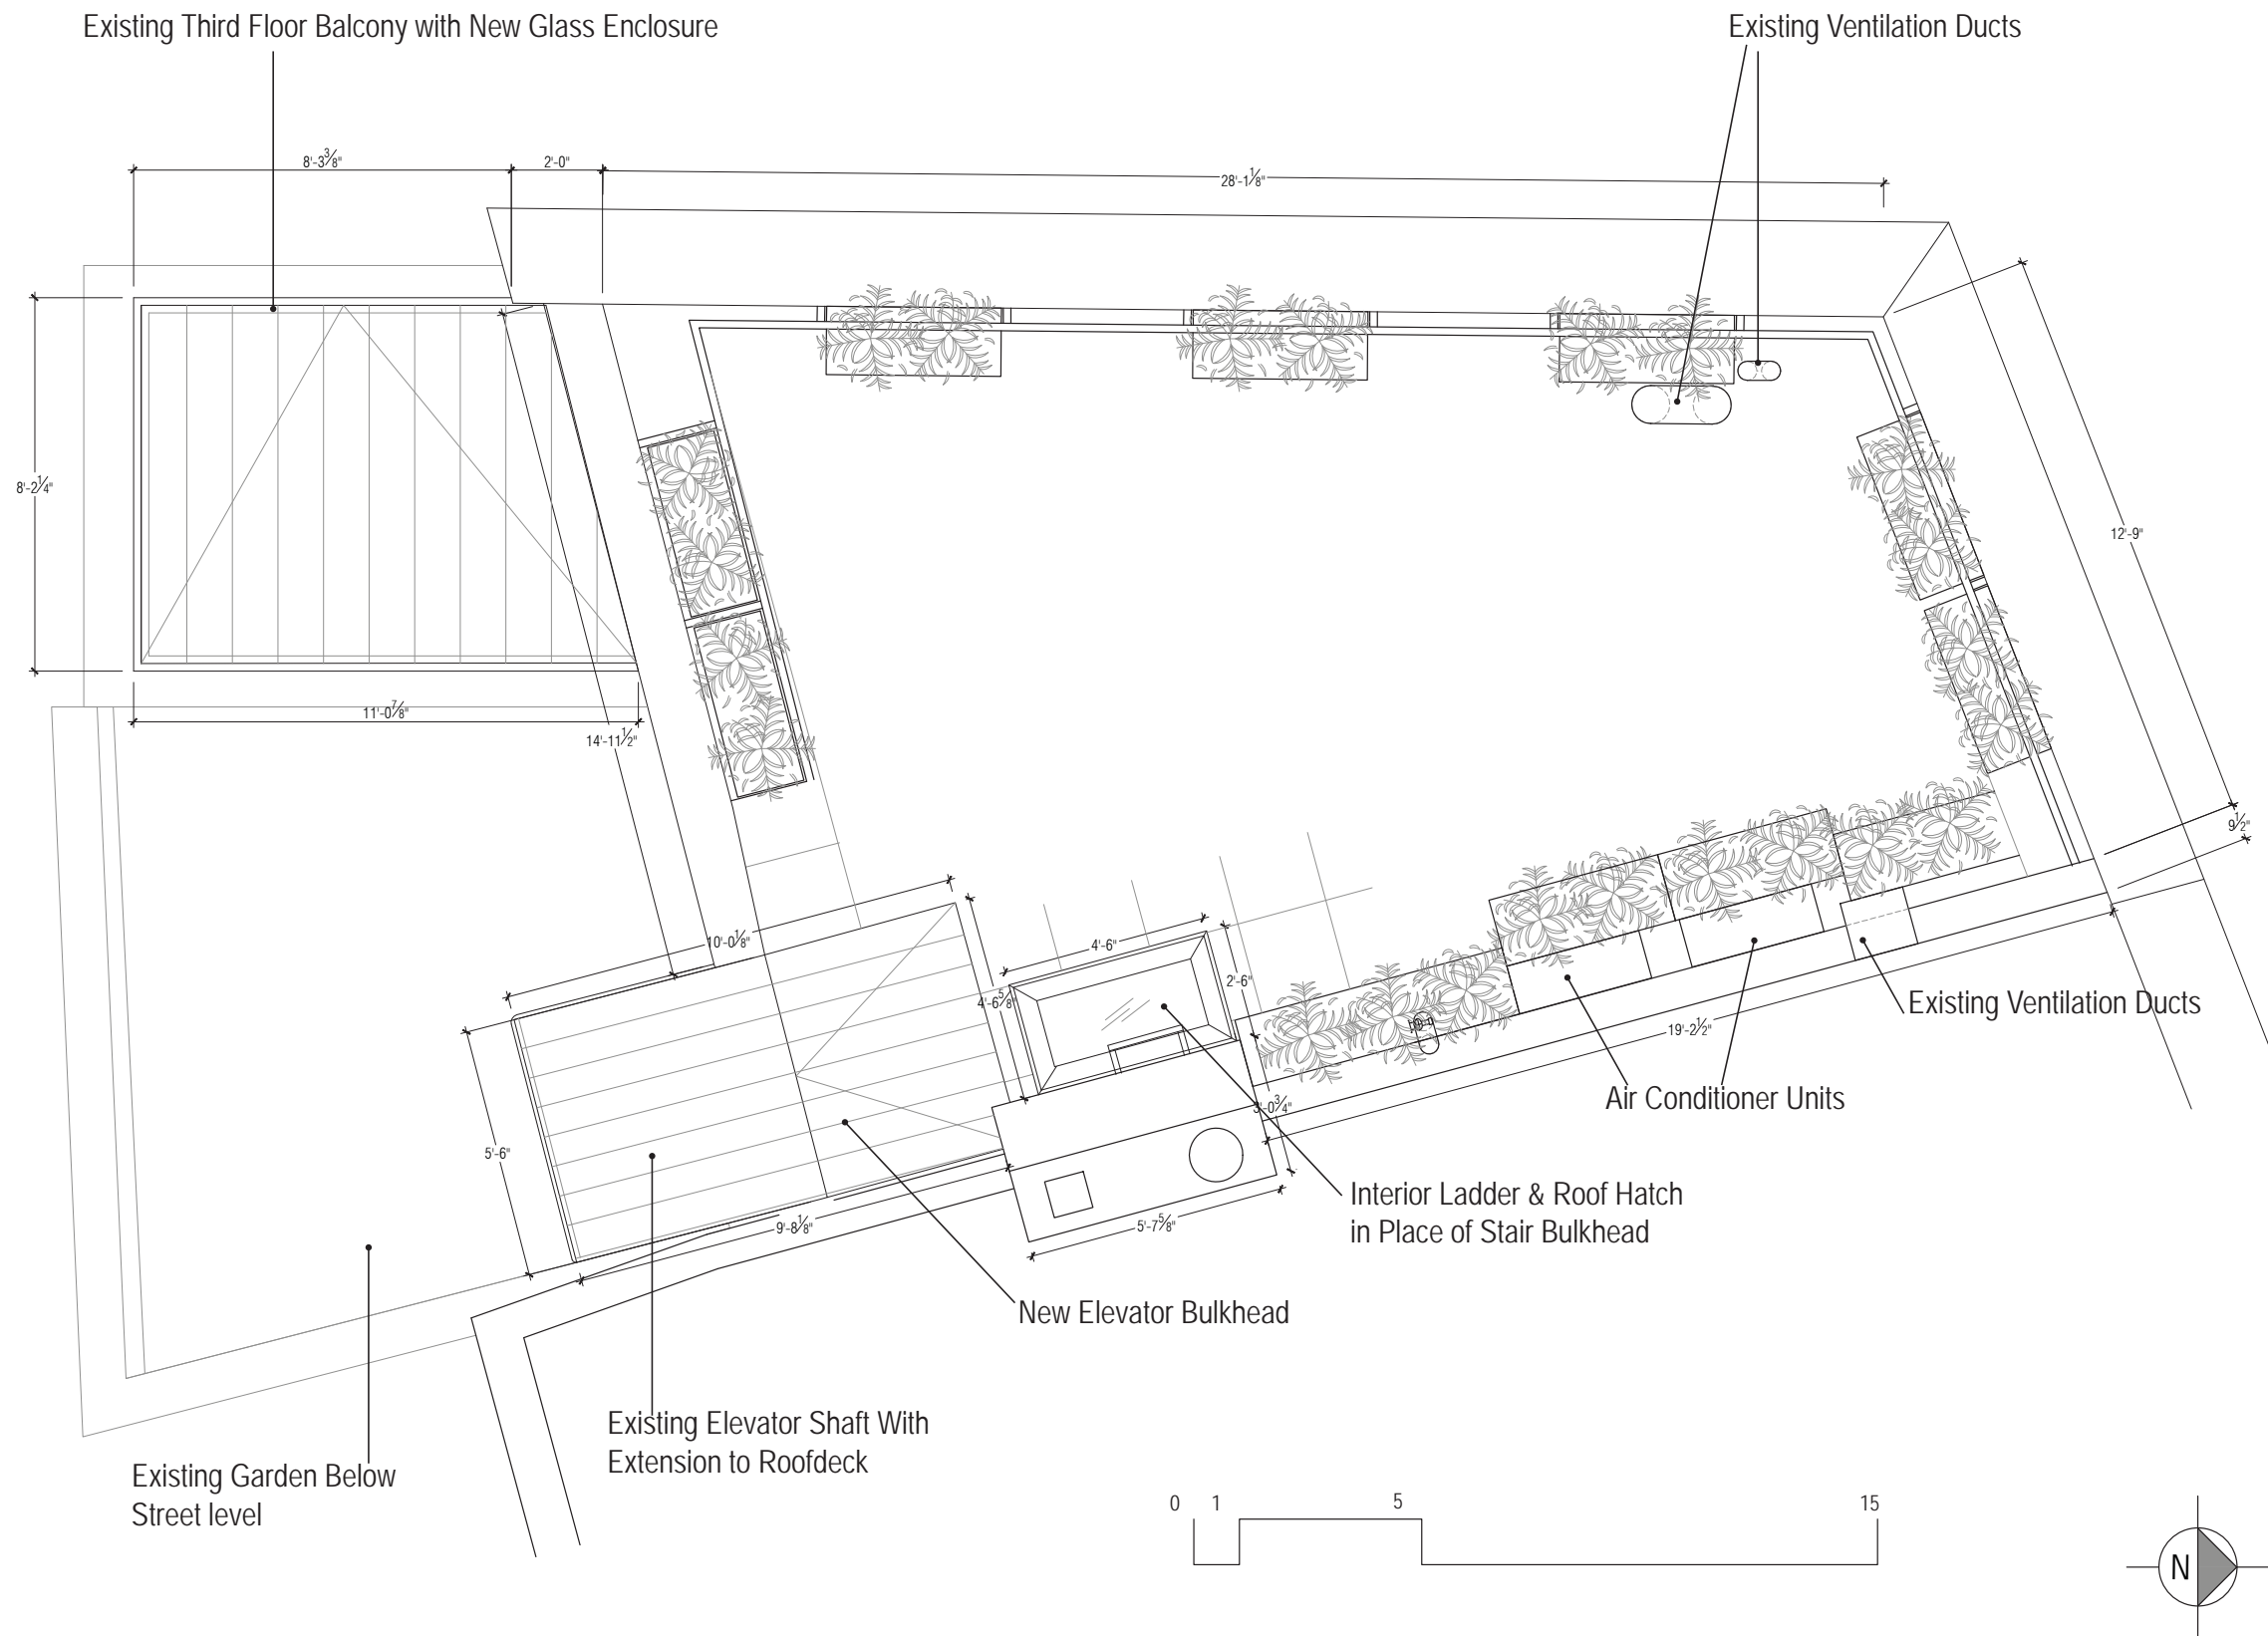 Existing Third Floor Balcony with New Glass Enclosure
Existing Ventilation Ducts
8'-3⅜"
2'-0"
28'-1⅛"
8'-2¼"
12'-9"
11'-0⅞"
14'-11½"
9½"
10'-0⅛"
4'-6"
4'-6⅝"
2'-6"
Existing Ventilation Ducts
19'-2½"
Air Conditioner Units
3'-0¾"
5'-6"
Interior Ladder & Roof Hatch
in Place of Stair Bulkhead
9'-8⅛"
5'-7⅝"
New Elevator Bulkhead
Existing Elevator Shaft With
Extension to Roofdeck
Existing Garden Below
Street level
0 1 5 15
N